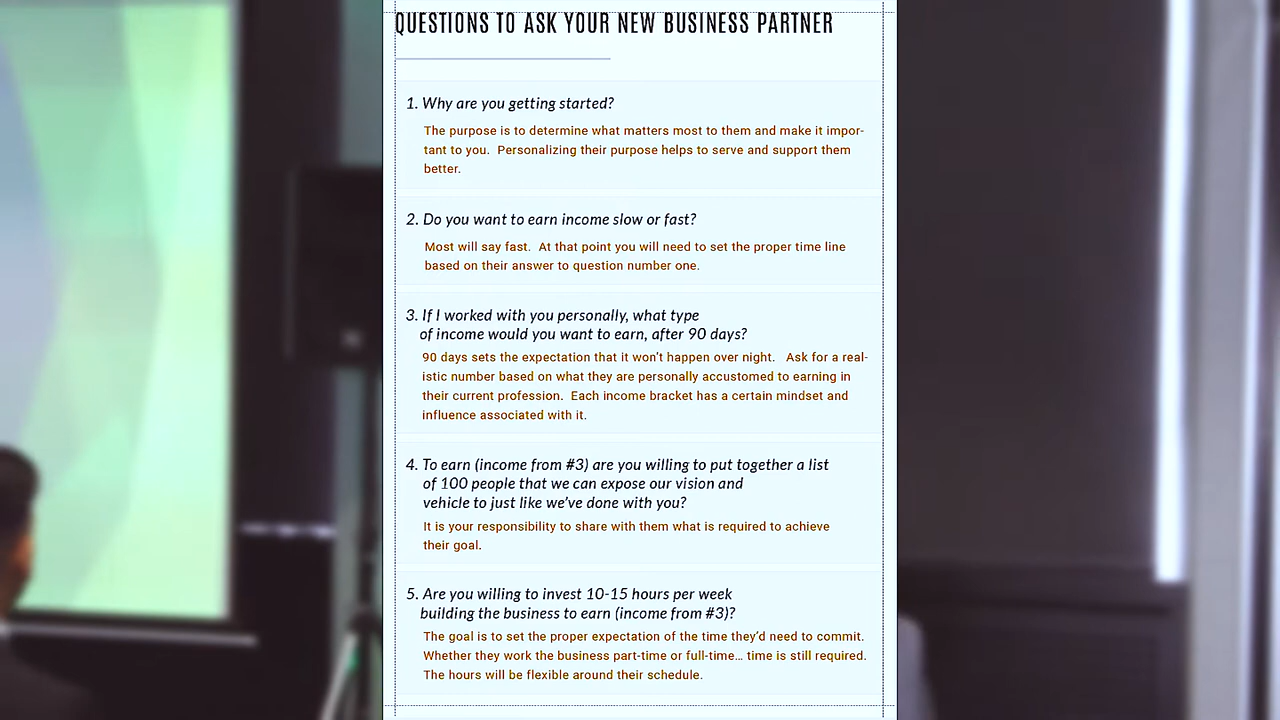 QUESTIONS TO ASK YOUR NEW BUSINESS PARTNER
1. Why are you getting started?
The purpose is to determine what matters most to them and make it impor-
tant to you. Personalizing their purpose helps to serve and support them
better.
2. Do you want to earn income slow or fast?
Most will say fast. At that point you will need to set the proper time line
based on their answer to question number one.
3. If I worked with you personally, what type
of income would you want to earn, after 90 days?
90 days sets the expectation that it won't happen over night. Ask for a real-
istic number based on what they are personally accustomed to earning in
their current profession. Each income bracket has a certain mindset and
influence associated with it.
4. To earn (income from #3) are you willing to put together a list
of 100 people that we can expose our vision and
vehicle to just like we've done with you?
It is your responsibility to share with them what is required to achieve
their goal.
5. Are you willing to invest 10-15 hours per week
building the business to earn (income from #3)?
The goal is to set the proper expectation of the time they'd need to commit.
Whether they work the business part-time or full-time... time is still required.
The hours will be flexible around their schedule.